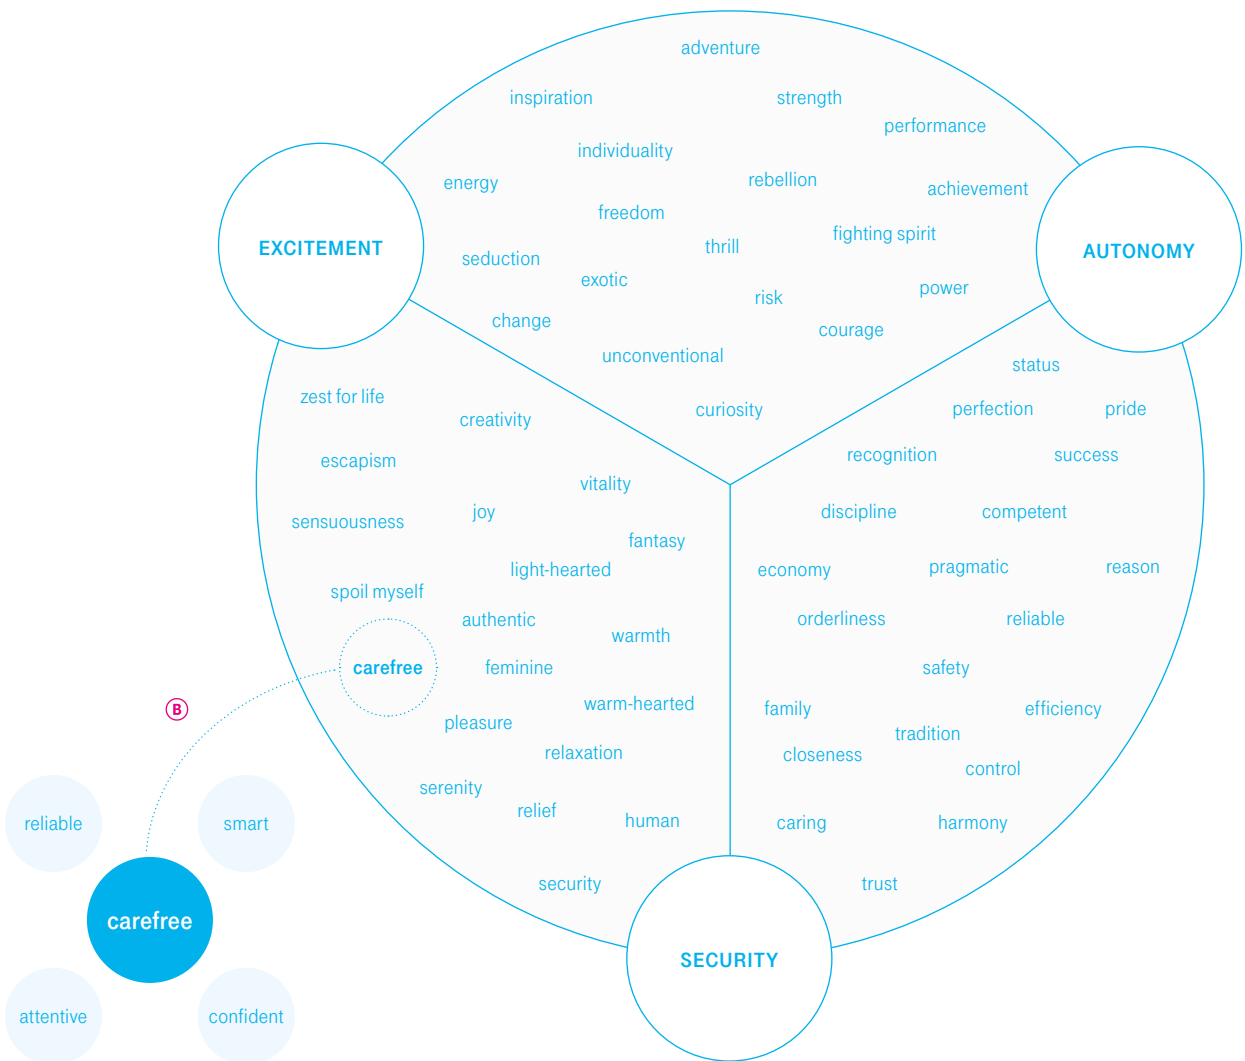 adventure
inspiration
strength
performance
individuality
rebellion
energy
achievement
freedom
fighting spirit
EXCITEMENT
thrill
AUTONOMY
seduction
exotic
power
risk
change
courage
unconventional
status
zest for life
creativity
curiosity
perfection
pride
escapism
recognition
success
vitality
sensuousness
joy
discipline
competent
fantasy
light-hearted
economy
pragmatic
reason
spoil myself
authentic
warmth
orderliness
reliable
carefree
feminine
safety
warm-hearted
family
efficiency
B
pleasure
tradition
relaxation
closeness
control
serenity
relief
human
caring
harmony
reliable
smart
security
trust
carefree
SECURITY
attentive
confident